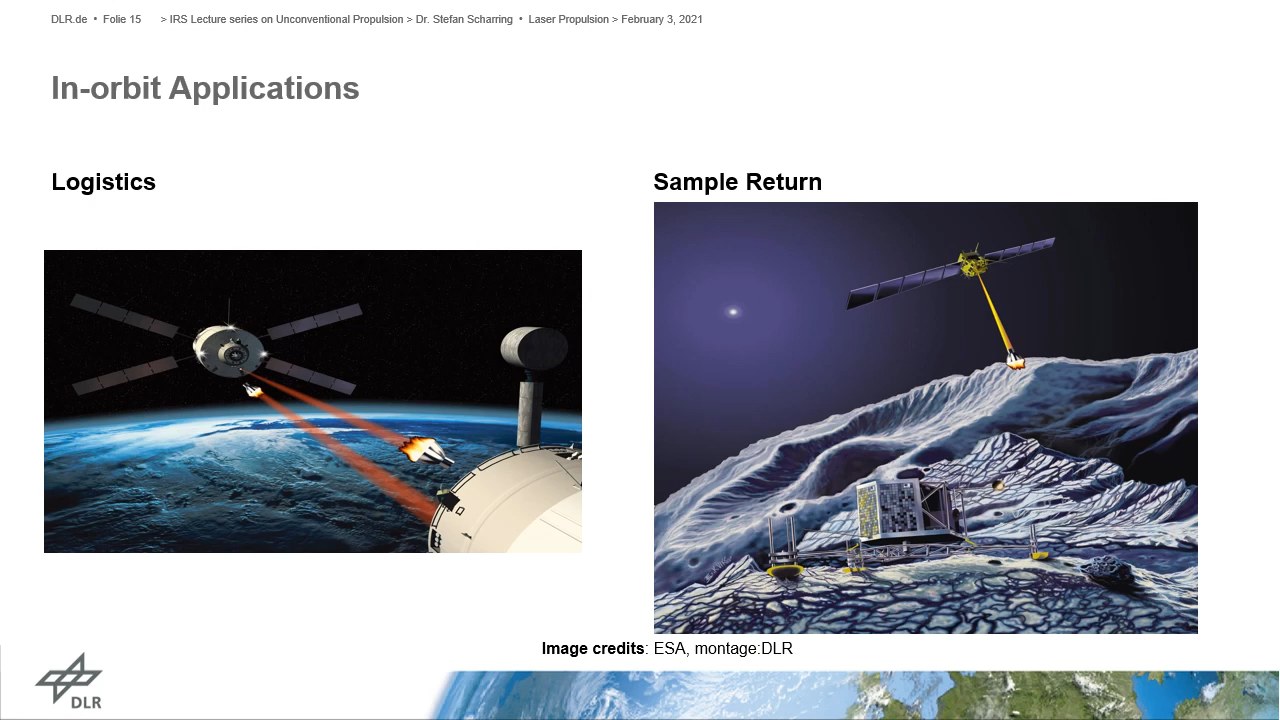 DLR.de • Folie 15 > IRS Lecture series on Unconventional Propulsion > Dr. Stefan Scharring • Laser Propulsion > February 3, 2021
In-orbit Applications
Logistics
Sample Return
Image credits: ESA, montage:DLR
DLR